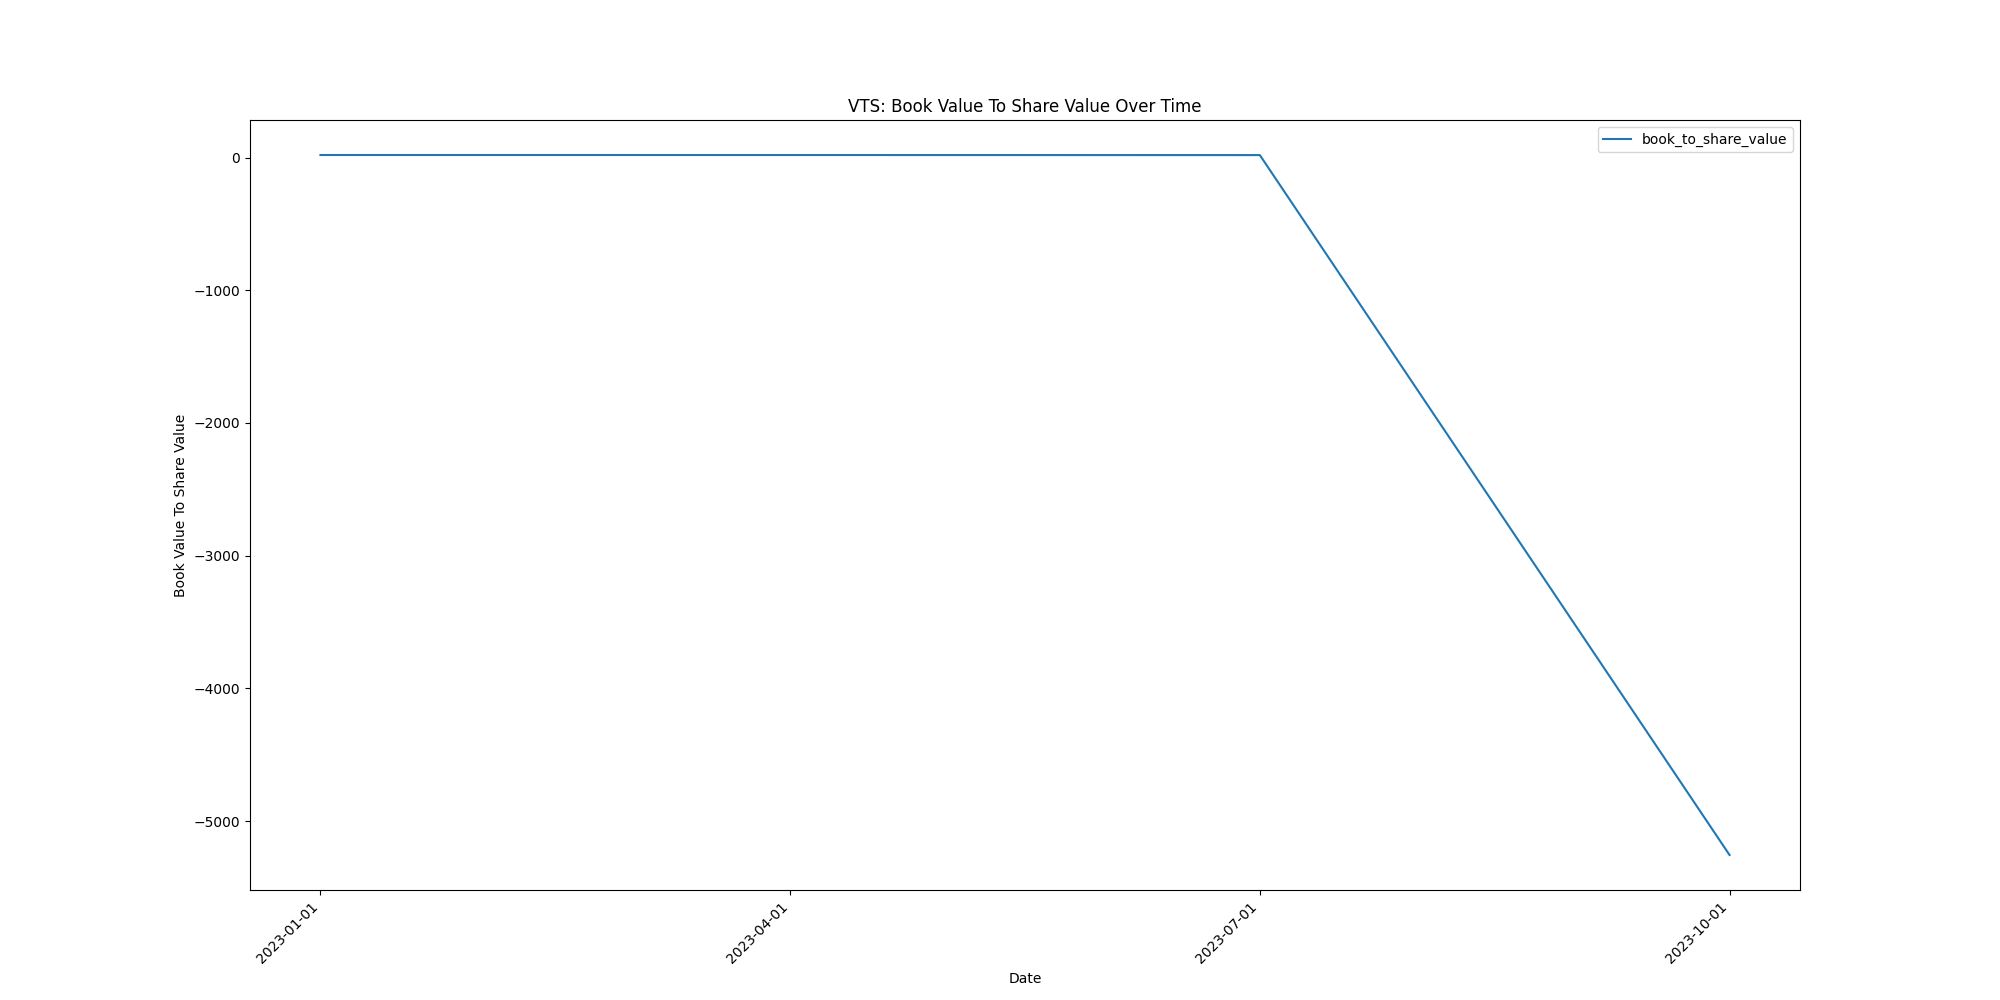 VTS: Book Value To Share Value Over Time
book_to_share_value
Book Value To Share Value
0
−1000
−2000
−3000
−4000
−5000
2023-01-01
2023-04-01
2023-07-01
2023-10-01
Date